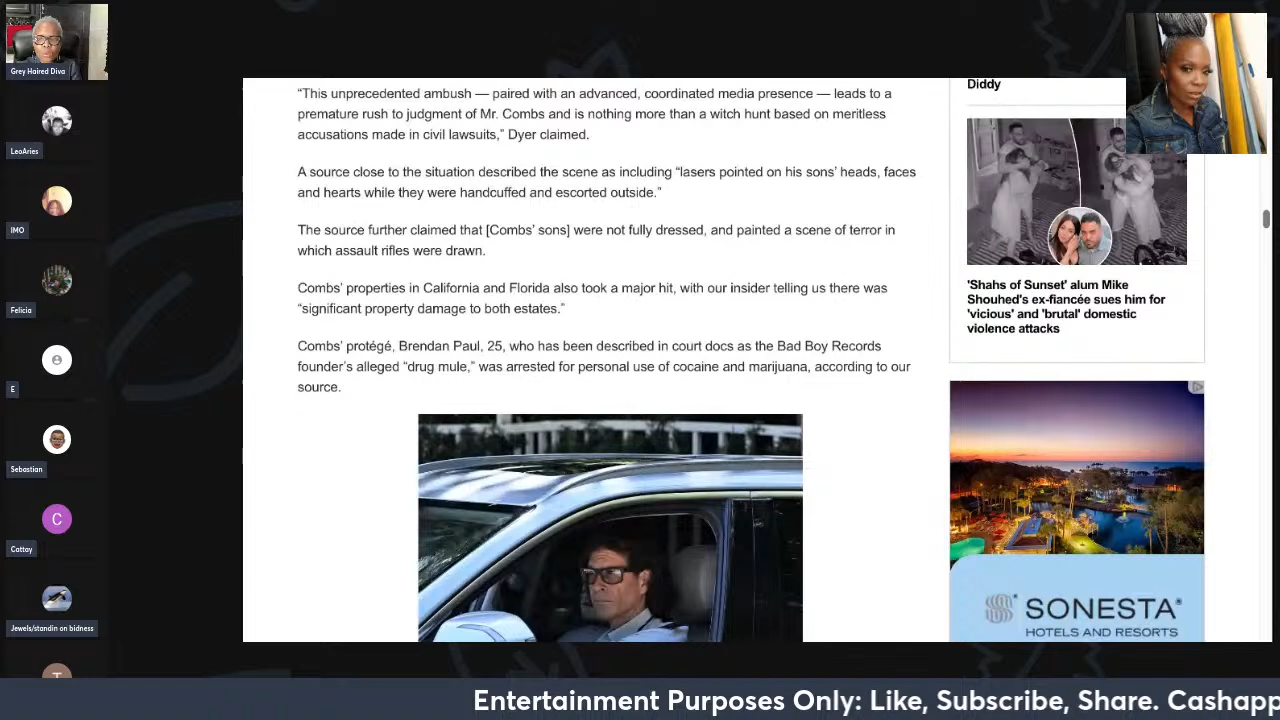 Grey Haired Diva
LeoAries
IMO
Felicia
E
Sebastian
C
Cattay
Jewels/standin on bidness
T
“This unprecedented ambush — paired with an advanced, coordinated media presence — leads to a
premature rush to judgment of Mr. Combs and is nothing more than a witch hunt based on meritless
accusations made in civil lawsuits,” Dyer claimed.
A source close to the situation described the scene as including “lasers pointed on his sons’ heads, faces
and hearts while they were handcuffed and escorted outside.”
The source further claimed that [Combs’ sons] were not fully dressed, and painted a scene of terror in
which assault rifles were drawn.
Combs’ properties in California and Florida also took a major hit, with our insider telling us there was
“significant property damage to both estates.”
Combs’ protégé, Brendan Paul, 25, who has been described in court docs as the Bad Boy Records
founder’s alleged “drug mule,” was arrested for personal use of cocaine and marijuana, according to our
source.
Diddy
'Shahs of Sunset' alum Mike
Shouhed's ex-fiancée sues him for
'vicious' and 'brutal' domestic
violence attacks
SONESTA
HOTELS AND RESORTS
Entertainment Purposes Only: Like, Subscribe, Share. Cashapp